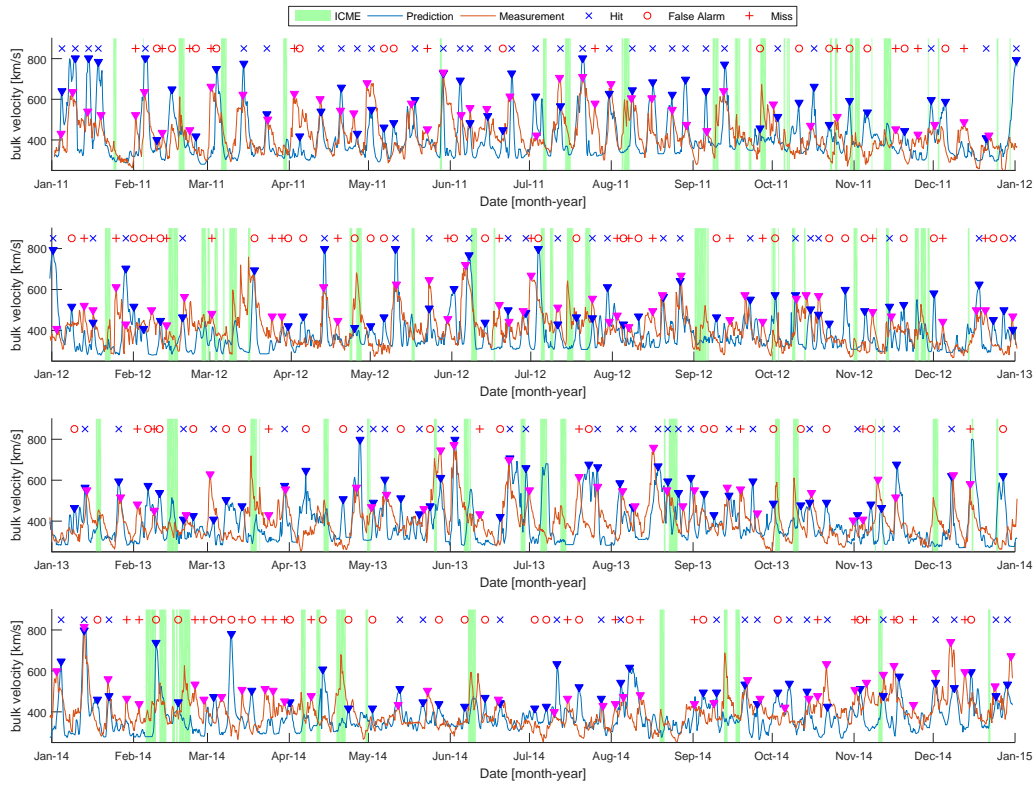 ICME Prediction Measurement Hit False Alarm Miss
bulk velocity [km/s]
800
600
400
Jan-11 Feb-11 Mar-11 Apr-11 May-11 Jun-11 Jul-11 Aug-11 Sep-11 Oct-11 Nov-11 Dec-11 Jan-12
Date [month-year]
bulk velocity [km/s]
800
600
400
Jan-12 Feb-12 Mar-12 Apr-12 May-12 Jun-12 Jul-12 Aug-12 Sep-12 Oct-12 Nov-12 Dec-12 Jan-13
Date [month-year]
bulk velocity [km/s]
800
600
400
Jan-13 Feb-13 Mar-13 Apr-13 May-13 Jun-13 Jul-13 Aug-13 Sep-13 Oct-13 Nov-13 Dec-13 Jan-14
Date [month-year]
bulk velocity [km/s]
800
600
400
Jan-14 Feb-14 Mar-14 Apr-14 May-14 Jun-14 Jul-14 Aug-14 Sep-14 Oct-14 Nov-14 Dec-14 Jan-15
Date [month-year]